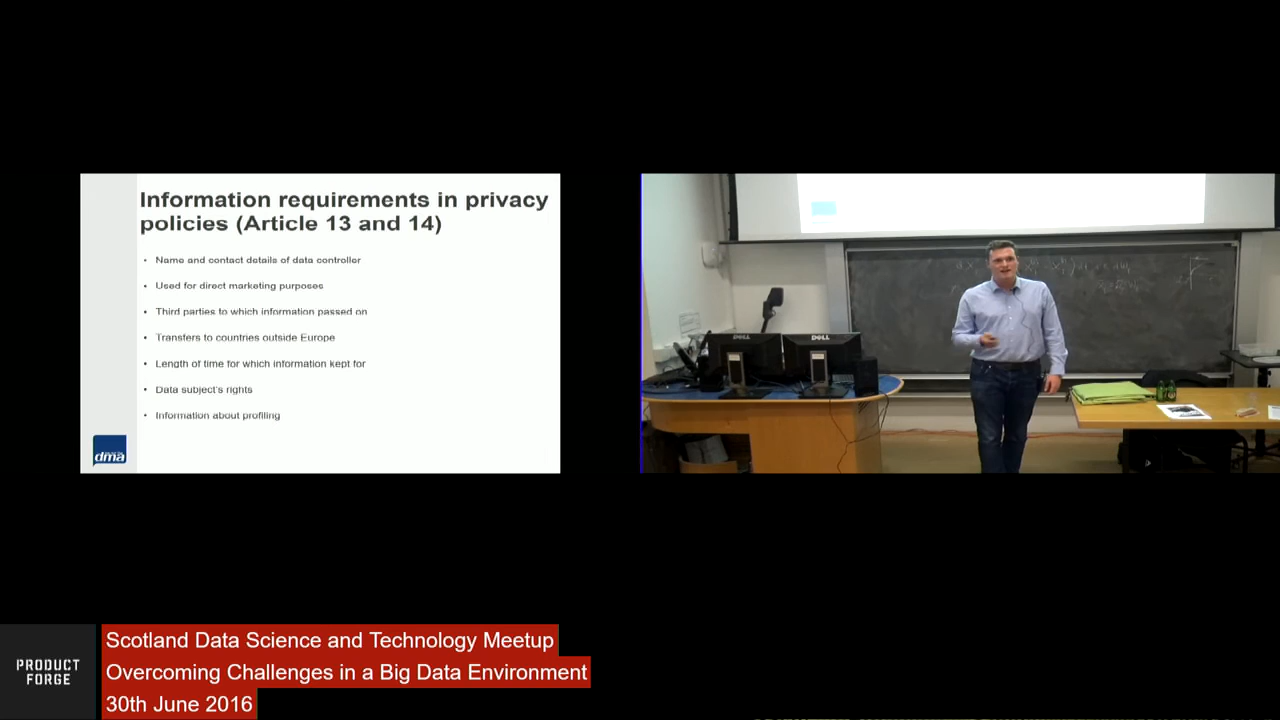 Information requirements in privacy
policies (Article 13 and 14)
• Name and contact details of data controller
• Used for direct marketing purposes
• Third parties to which information passed on
• Transfers to countries outside Europe
• Length of time for which information kept for
• Data subject's rights
• Information about profiling
dma
DELL
DELL
PRODUCT
FORGE
Scotland Data Science and Technology Meetup
Overcoming Challenges in a Big Data Environment
30th June 2016